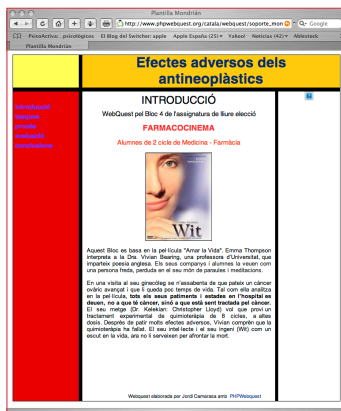 Plantilla Mondrián
http://www.phpwebquest.org/catala/webquest/soporte_mon
Q- Google
PsicoActiva: .psicológicos El Blog del Switcher: apple Apple España (25) Yahoo! Noticias (42) Ablestock
Plantilla Mondrián
Efectes adversos dels
antineoplàstics
introducció
tasques
procés
avaluació
conclusions
INTRODUCCIÓ
WebQuest pel Bloc 4 de l'assignatura de lliure elecció
FARMACOCINEMA
Alumnes de 2 cicle de Medicina - Farmàcia
Wit
Aquest Bloc es basa en la pel·lícula "Amar la Vida". Emma Thompson
interpreta a la Dra. Vivian Bearing, una professora d'Universitat, que
imparteix poesia anglesa. Els seus companys i alumnes la veuen com
una persona freda, perduda en el seu món de paraules i meditacions.
En una visita al seu ginecòleg se n'assabenta de que pateix un càncer
ovàric avançat i que li queda poc temps de vida. Tal com ella analitza
en la pel·lícula, tots els seus patiments i estades en l'hospital es
deuen, no a que té càncer, sinó a que està sent tractada pel càncer.
El seu metge (Dr. Kelekian: Christopher Lloyd) vol que provi un
tractament experimental de quimioteràpia de 8 cicles, a altes
dosis. Després de patir molts efectes adversos, Vivian comprèn que la
quimioteràpia ha fallat. El seu intel·lecte i el seu ingeni (Wit) com un
escut en la vida, ara no li serveixen per afrontar la mort.
Webquest elaborada per Jordi Camarasa amb PHPWebquest